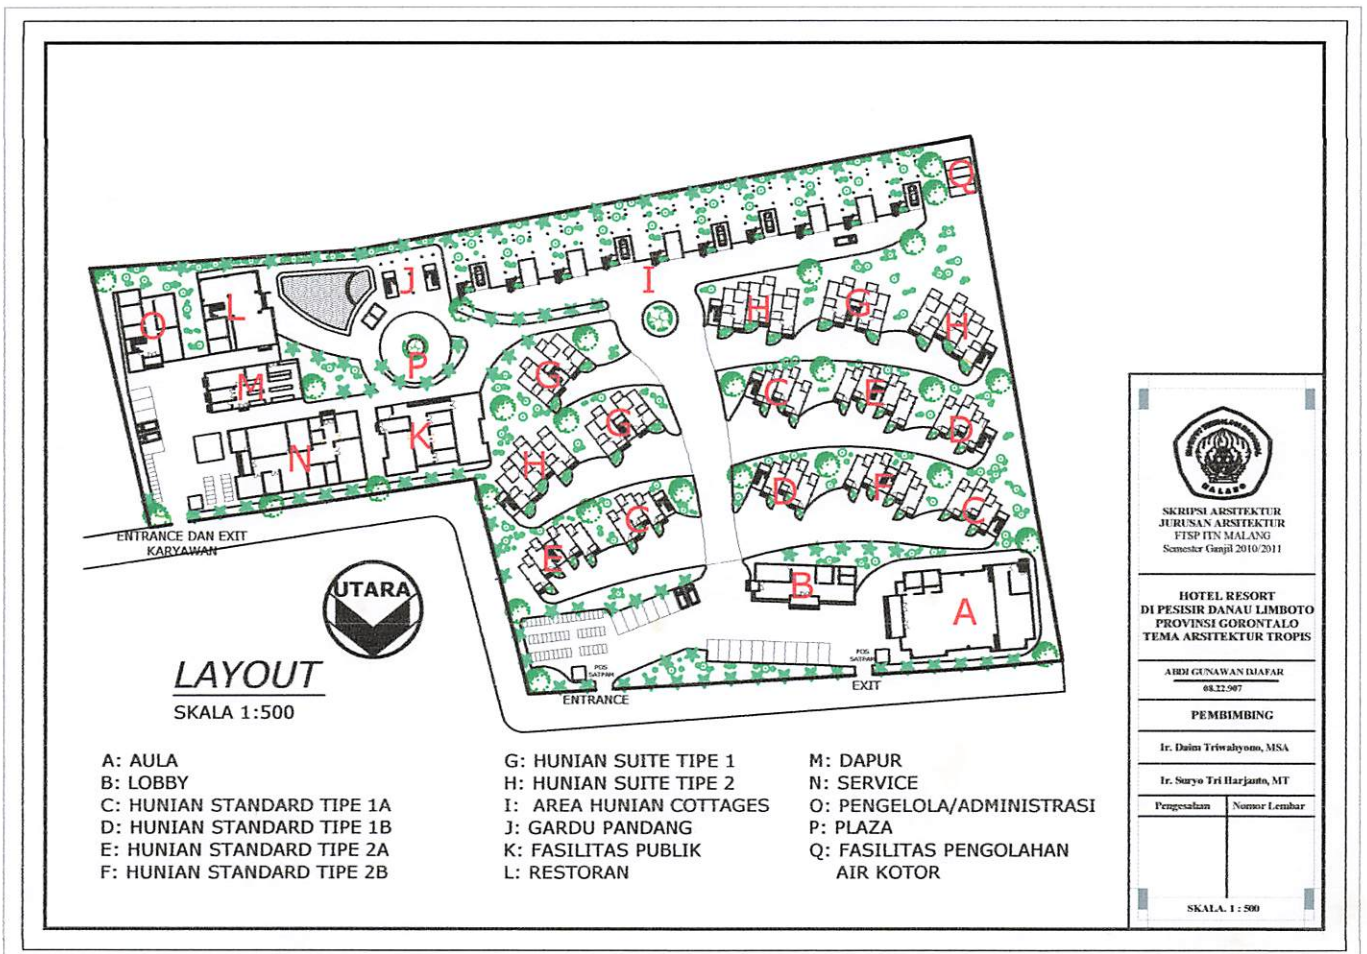 Q
I
J
L
O
P
M
H
G
H
G
C
E
D
G
K
N
H
D
F
C
C
E
B
A
ENTRANCE DAN EXIT
KARYAWAN
UTARA
POS
SATPAM
ENTRANCE
POS
SATPAM
EXIT
LAYOUT
SKALA 1:500
A: AULA
B: LOBBY
C: HUNIAN STANDARD TIPE 1A
D: HUNIAN STANDARD TIPE 1B
E: HUNIAN STANDARD TIPE 2A
F: HUNIAN STANDARD TIPE 2B
G: HUNIAN SUITE TIPE 1
H: HUNIAN SUITE TIPE 2
I: AREA HUNIAN COTTAGES
J: GARDU PANDANG
K: FASILITAS PUBLIK
L: RESTORAN
M: DAPUR
N: SERVICE
O: PENGELOLA/ADMINISTRASI
P: PLAZA
Q: FASILITAS PENGOLAHAN
AIR KOTOR
MALANG
SKRIPSI ARSITEKTUR
JURUSAN ARSITEKTUR
FTSP ITN MALANG
Semester Ganjil 2010/2011
HOTEL RESORT
DI PESISIR DANAU LIMBOTO
PROVINSI GORONTALO
TEMA ARSITEKTUR TROPIS
ABDI GUNAWAN DJAFAR
08.22.907
PEMBIMBING
Ir. Daim Triwahyono, MSA
Ir. Suryo Tri Harjanto, MT
Pengesahan Nomor Lembar
SKALA. 1 : 500